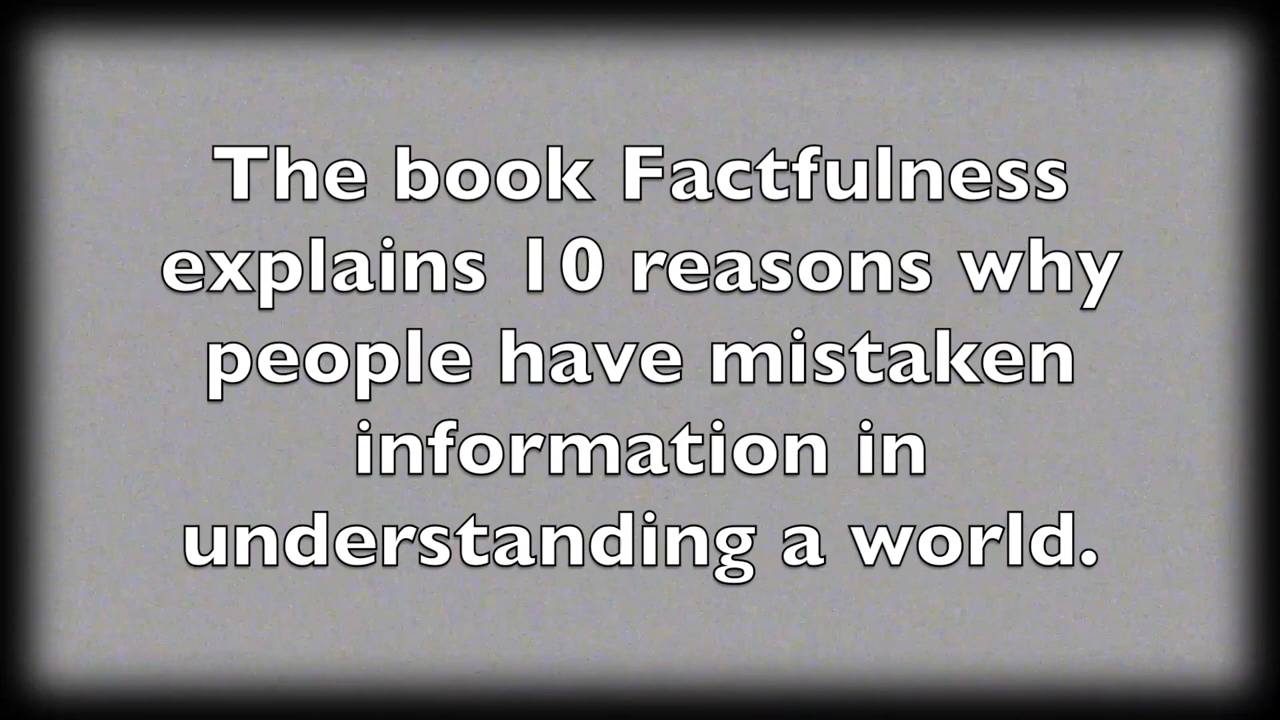 The book Factfulness
explains 10 reasons why
people have mistaken
information in
understanding a world.